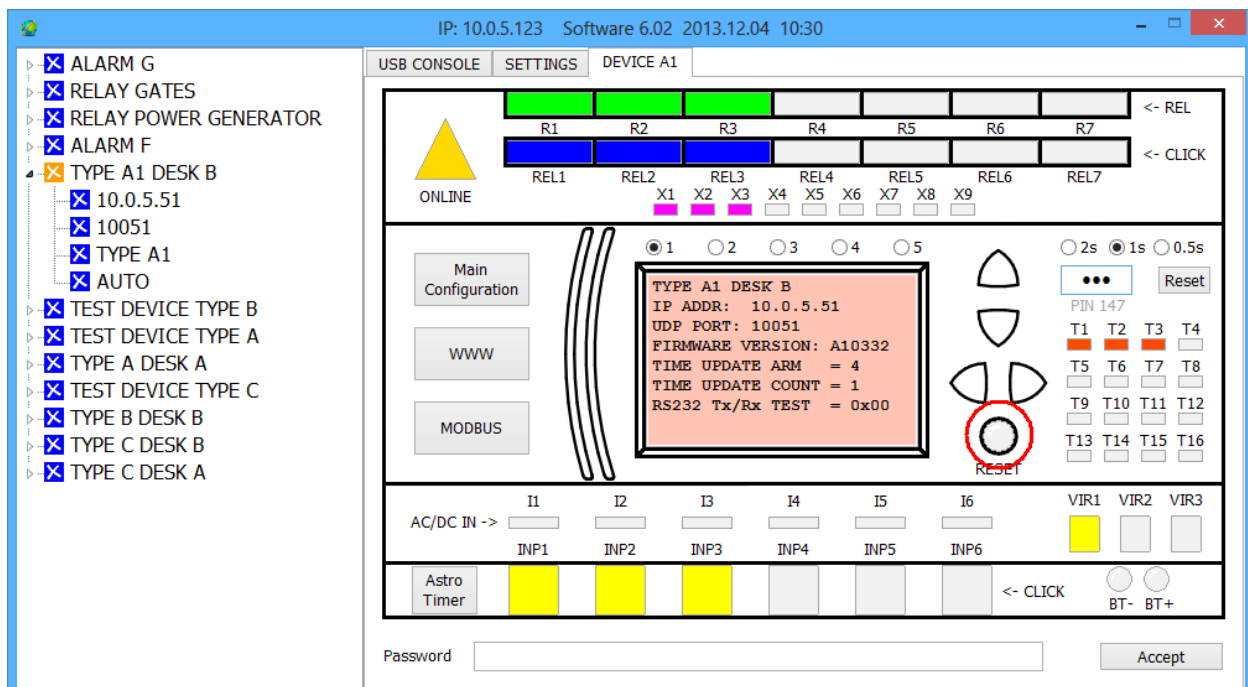 IP: 10.0.5.123 Software 6.02 2013.12.04 10:30
ALARM G
RELAY GATES
RELAY POWER GENERATOR
ALARM F
TYPE A1 DESK B
10.0.5.51
10051
TYPE A1
AUTO
TEST DEVICE TYPE B
TEST DEVICE TYPE A
TYPE A DESK A
TEST DEVICE TYPE C
TYPE B DESK B
TYPE C DESK B
TYPE C DESK A
USB CONSOLE SETTINGS DEVICE A1
<- REL
R1 R2 R3 R4 R5 R6 R7
<- CLICK
REL1 REL2 REL3 REL4 REL5 REL6 REL7
ONLINE
X1 X2 X3 X4 X5 X6 X7 X8 X9
Main
Configuration
WWW
MODBUS
1 2 3 4 5
TYPE A1 DESK B
IP ADDR: 10.0.5.51
UDP PORT: 10051
FIRMWARE VERSION: A10332
TIME UPDATE ARM = 4
TIME UPDATE COUNT = 1
RS232 Tx/Rx TEST = 0x00
RESET
2s 1s 0.5s
••• Reset
PIN 147
T1 T2 T3 T4
T5 T6 T7 T8
T9 T10 T11 T12
T13 T14 T15 T16
I1 I2 I3 I4 I5 I6
AC/DC IN ->
INP1 INP2 INP3 INP4 INP5 INP6
VIR1 VIR2 VIR3
Astro
Timer
<- CLICK
BT- BT+
Password
Accept